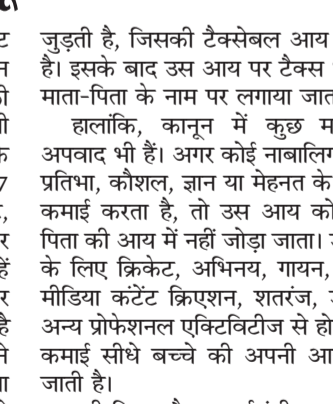 जुड़ती है, जिसकी टैक्सेबल आय
है। इसके बाद उस आय पर टैक्स
माता-पिता के नाम पर लगाया जात
हालांकि, कानून में कुछ म
अपवाद भी हैं। अगर कोई नाबालिग
प्रतिभा, कौशल, ज्ञान या मेहनत के
कमाई करता है, तो उस आय को
पिता की आय में नहीं जोड़ा जाता।
के लिए क्रिकेट, अभिनय, गायन,
मीडिया कंटेंट क्रिएशन, शतरंज,
अन्य प्रोफेशनल एक्टिविटीज से हो
कमाई सीधे बच्चे की अपनी आ
जाती है।